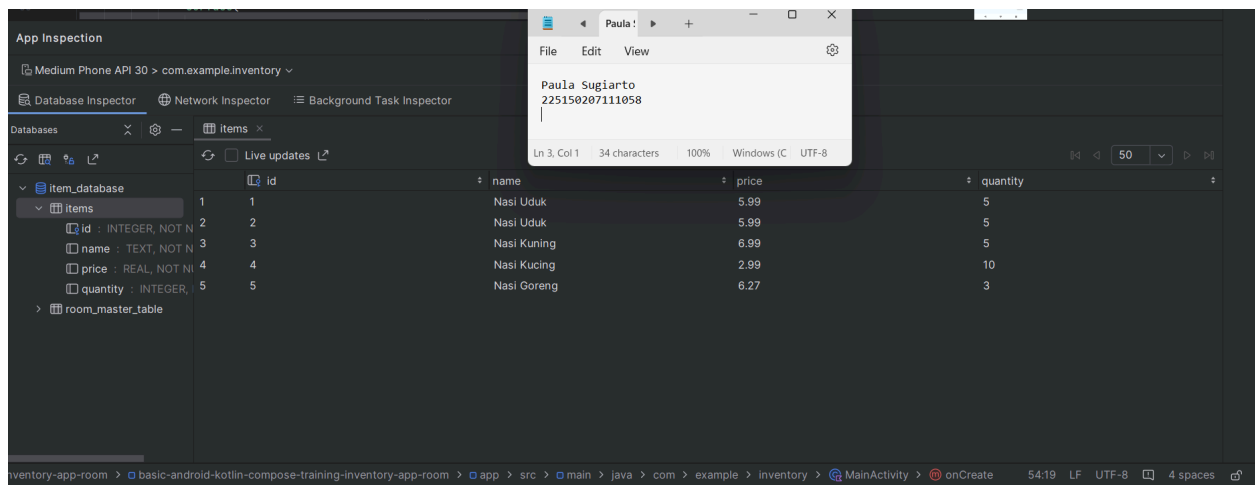 App Inspection
Medium Phone API 30 > com.example.inventory
Database Inspector Network Inspector Background Task Inspector
Databases items
Live updates 50
item_database
items
id : INTEGER, NOT N
name : TEXT, NOT N
price : REAL, NOT NU
quantity : INTEGER,
room_master_table
id name price quantity
1 1 Nasi Uduk 5.99 5
2 2 Nasi Uduk 5.99 5
3 3 Nasi Kuning 6.99 5
4 4 Nasi Kucing 2.99 10
5 5 Nasi Goreng 6.27 3
Paula S
File Edit View
Paula Sugiarto
225150207111058
Ln 3, Col 1 34 characters 100% Windows (C UTF-8
nventory-app-room > basic-android-kotlin-compose-training-inventory-app-room > app > src > main > java > com > example > inventory > MainActivity > onCreate 54:19 LF UTF-8 4 spaces